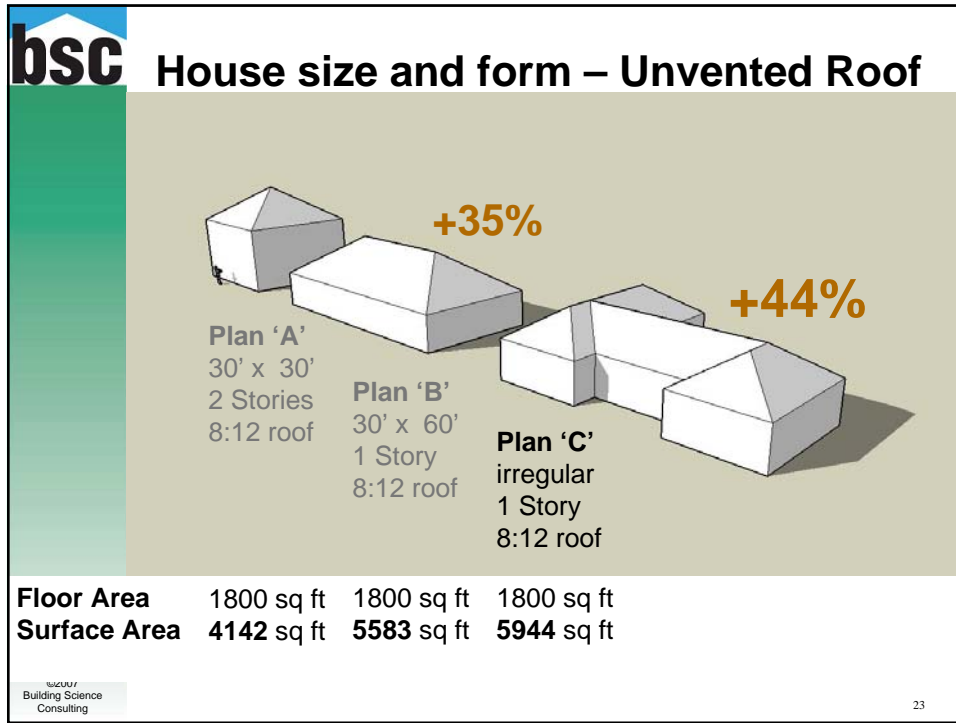 bsc
House size and form – Unvented Roof
+35%
+44%
Plan ‘A’
30’ x 30’
2 Stories
8:12 roof
Plan ‘B’
30’ x 60’
1 Story
8:12 roof
Plan ‘C’
irregular
1 Story
8:12 roof
Floor Area 1800 sq ft 1800 sq ft 1800 sq ft
Surface Area 4142 sq ft 5583 sq ft 5944 sq ft
©2007
Building Science
Consulting
23